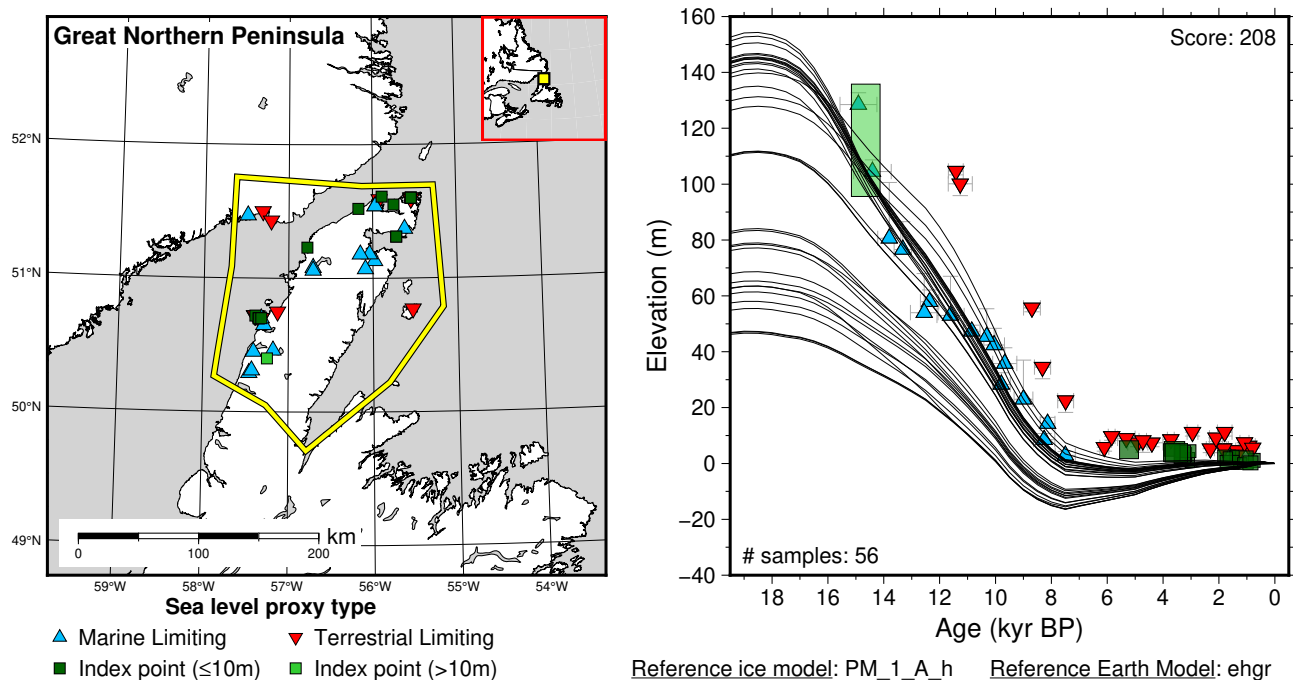 Great Northern Peninsula
52°N
51°N
50°N
49°N
0 100 200 km
59°W 58°W 57°W 56°W 55°W 54°W
Sea level proxy type
Marine Limiting Terrestrial Limiting
Index point (≤10m) Index point (>10m)
Score: 208
Elevation (m)
160
140
120
100
80
60
40
20
0
−20
−40
# samples: 56
18 16 14 12 10 8 6 4 2 0
Age (kyr BP)
Reference ice model: PM_1_A_h Reference Earth Model: ehgr